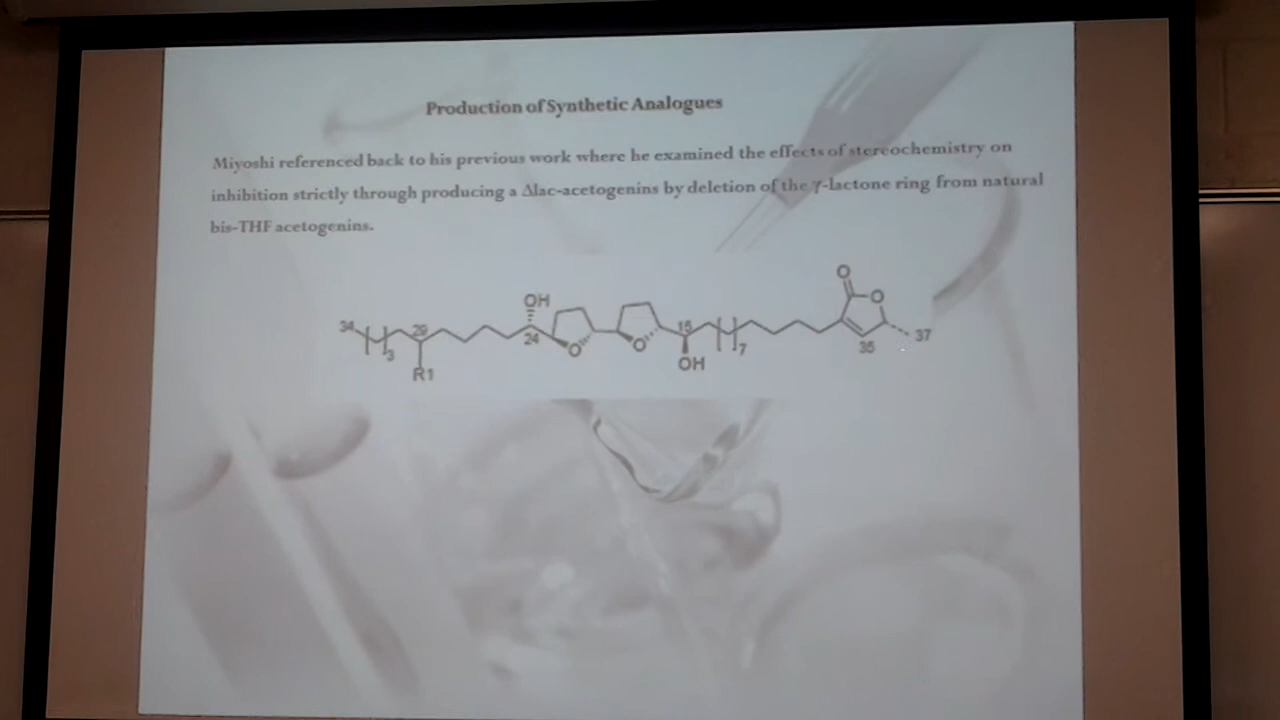 Production of Synthetic Analogues
Miyoshi referenced back to his previous work where he examined the effects of stereochemistry on
inhibition strictly through producing a Δlac-acetogenins by deletion of the γ-lactone ring from natural
bis-THF acetogenins.
O
OH
O
34
29
15
37
24
O
O
35
3
7
OH
R1